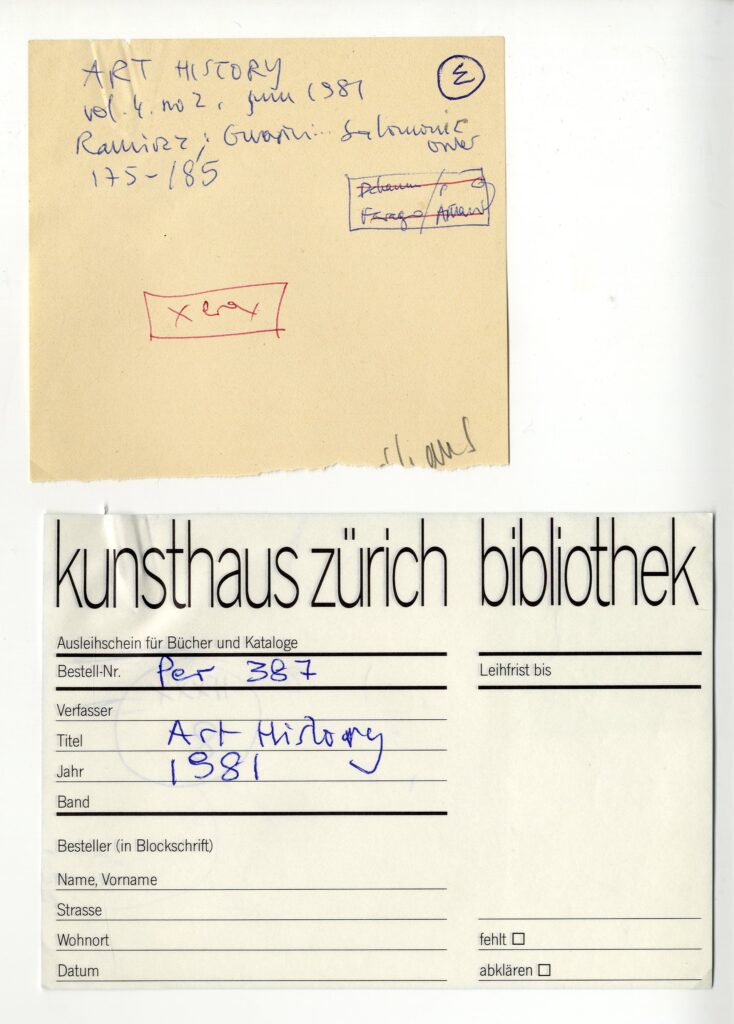 ART HISTORY
vol. 4. no 2, juin 1981
Ramirez; Guarini... Salomonic
order
175-185
Σ
xerox
kunsthaus zürich bibliothek
Ausleihschein für Bücher und Kataloge
Bestell-Nr. Per 387
Leihfrist bis
Verfasser
Titel Art History
Jahr 1981
Band
Besteller (in Blockschrift)
Name, Vorname
Strasse
Wohnort
fehlt
Datum
abklären